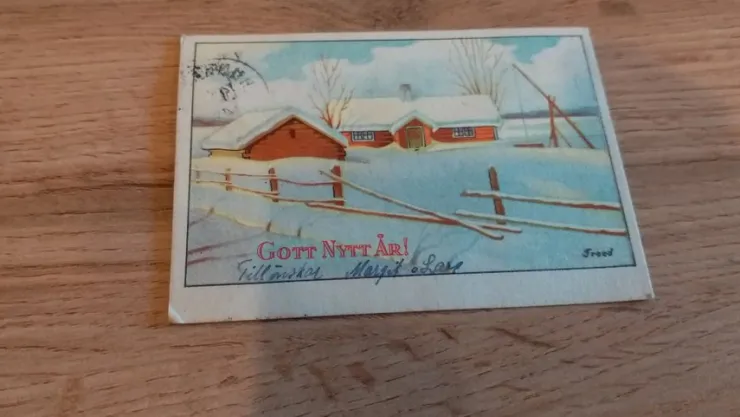 GOTT NYTT ÅR!
Tillönskas Margit o Lars